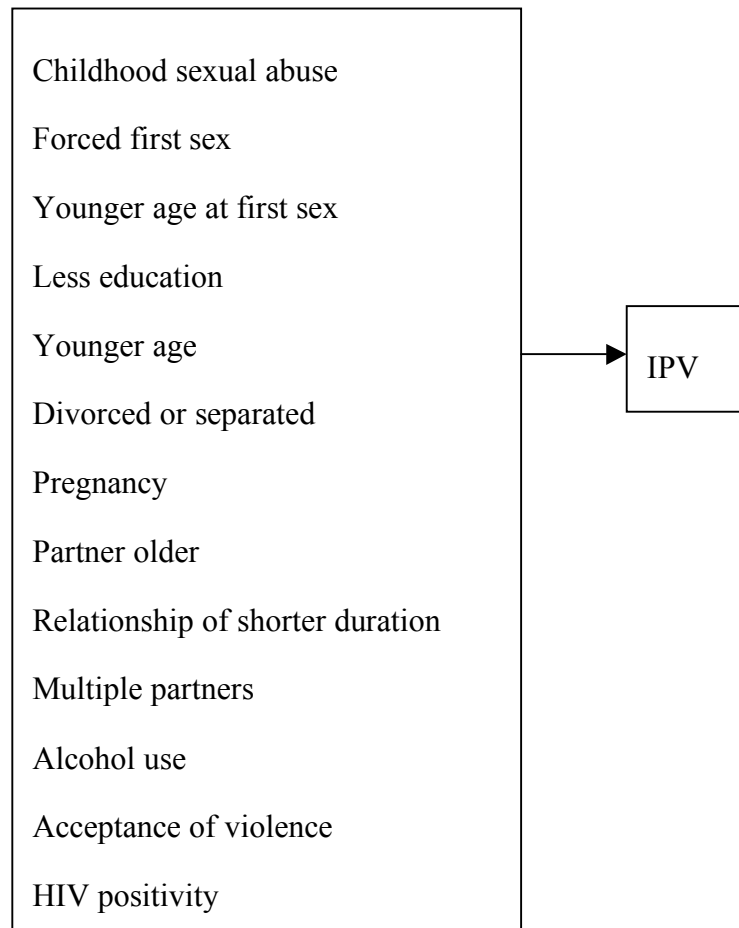 Childhood sexual abuse
Forced first sex
Younger age at first sex
Less education
Younger age
Divorced or separated
Pregnancy
Partner older
Relationship of shorter duration
Multiple partners
Alcohol use
Acceptance of violence
HIV positivity
IPV